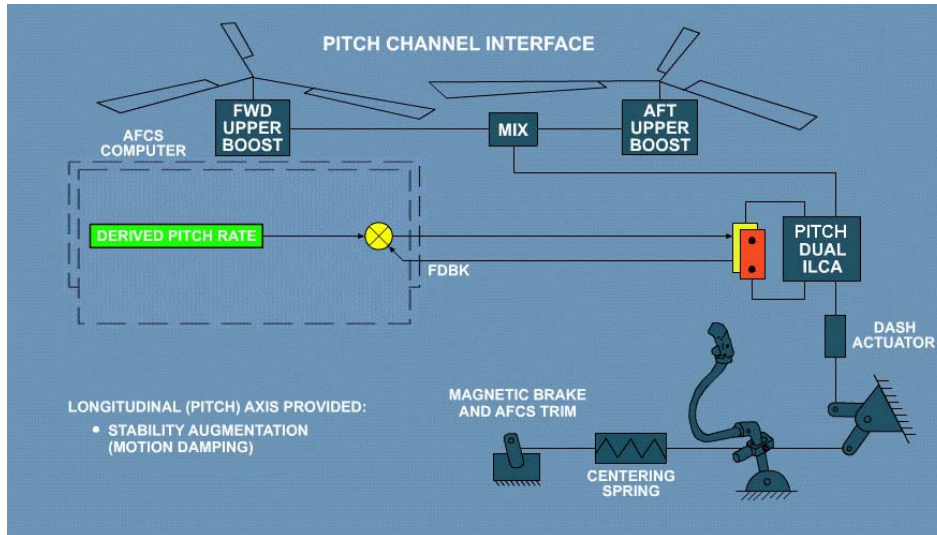 PITCH CHANNEL INTERFACE
FWD
UPPER
BOOST
MIX
AFT
UPPER
BOOST
AFCS
COMPUTER
DERIVED PITCH RATE
FDBK
PITCH
DUAL
ILCA
DASH
ACTUATOR
MAGNETIC BRAKE
AND AFCS TRIM
CENTERING
SPRING
LONGITUDINAL (PITCH) AXIS PROVIDED:
• STABILITY AUGMENTATION
(MOTION DAMPING)